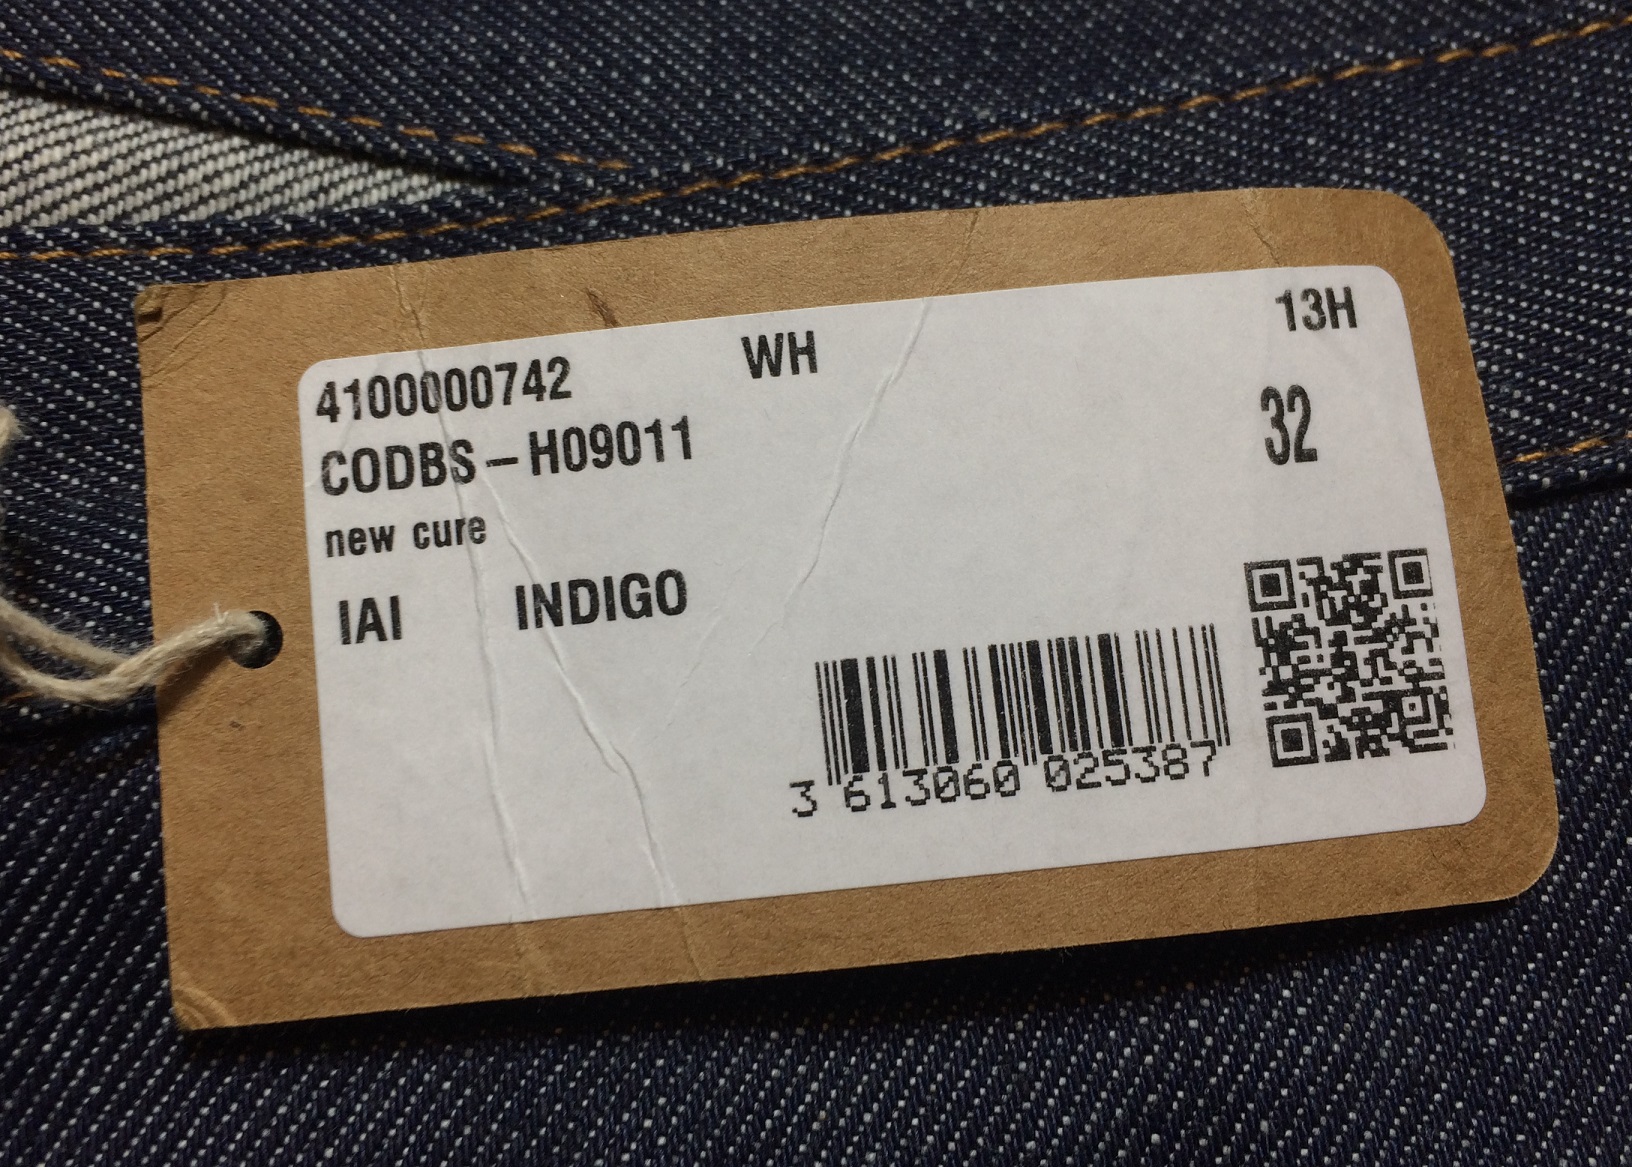 4100000742 WH 13H
CODBS-H09011 32
new cure
IAI INDIGO
3 613060 025387